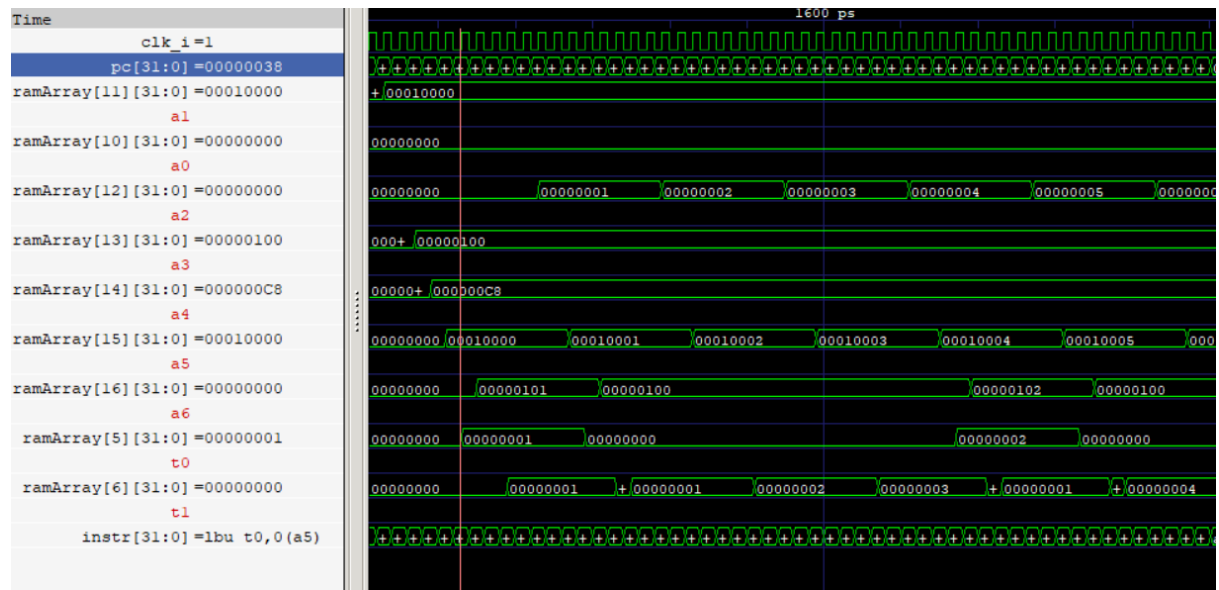 Time
1600 ps
clk_i=1
pc[31:0]=00000038
+ + + + + + + + + + + + + + + + + + + + + + + + + + + + + + + + + + + + + + + + + + + + + + + + + + + + +
ramArray[11][31:0]=00010000 + 00010000
a1
ramArray[10][31:0]=00000000 00000000
a0
ramArray[12][31:0]=00000000 00000000 00000001 00000002 00000003 00000004 00000005 0000000
a2
ramArray[13][31:0]=00000100 000+ 00000100
a3
ramArray[14][31:0]=000000C8 00000+ 000000C8
a4
ramArray[15][31:0]=00010000 00000000 00010000 00010001 00010002 00010003 00010004 00010005 000
a5
ramArray[16][31:0]=00000000 00000000 00000101 00000100 00000102 00000100
a6
ramArray[5][31:0]=00000001 00000000 00000001 00000000 00000002 00000000
t0
ramArray[6][31:0]=00000000 00000000 00000001 + 00000001 00000002 00000003 + 00000001 + 00000004
t1
instr[31:0]=lbu t0,0(a5)
+ + + + + + + + + + + + + + + + + + + + + + + + + + + + + + + + + + + + + + + + + + + + + + + + + + + + +